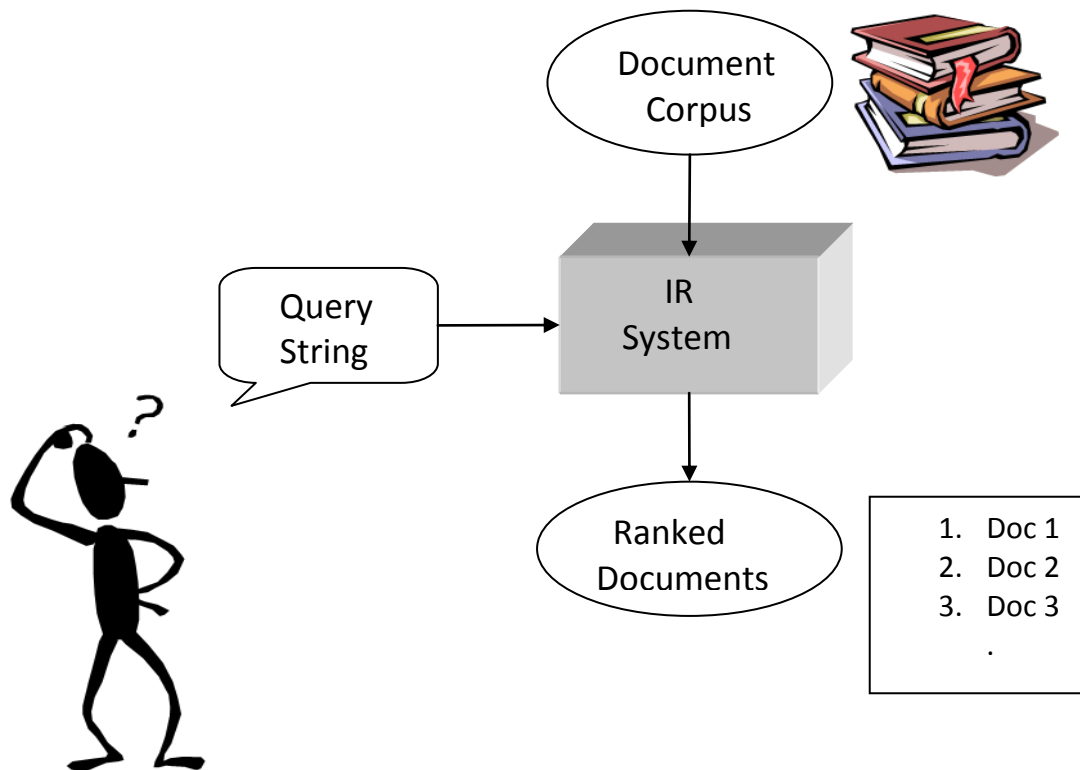 Document
Corpus
IR
System
Query
String
?
Ranked
Documents
1. Doc 1
2. Doc 2
3. Doc 3
.